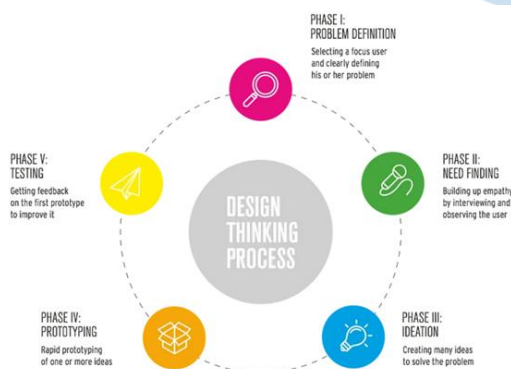 PHASE I:
PROBLEM DEFINITION
Selecting a focus user
and clearly defining
his or her problem
PHASE II:
NEED FINDING
Building up empathy
by interviewing and
observing the user
PHASE III:
IDEATION
Creating many ideas
to solve the problem
PHASE IV:
PROTOTYPING
Rapid prototyping
of one or more ideas
PHASE V:
TESTING
Getting feedback
on the first prototype
to improve it
DESIGN
THINKING
PROCESS